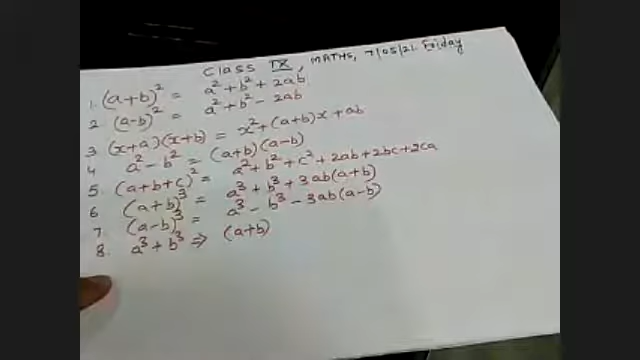 Class IX, MATHS, 7/05/21. Friday
1. (a+b)² = a² + b² + 2ab
2. (a-b)² = a² + b² - 2ab
3. (x+a)(x+b) = x² + (a+b)x + ab
4. a² - b² = (a+b)(a-b)
5. (a+b+c)² = a² + b² + c² + 2ab + 2bc + 2ca
6. (a+b)³ = a³ + b³ + 3ab(a+b)
7. (a-b)³ = a³ - b³ - 3ab(a-b)
8. a³ + b³ ⇒ (a+b)